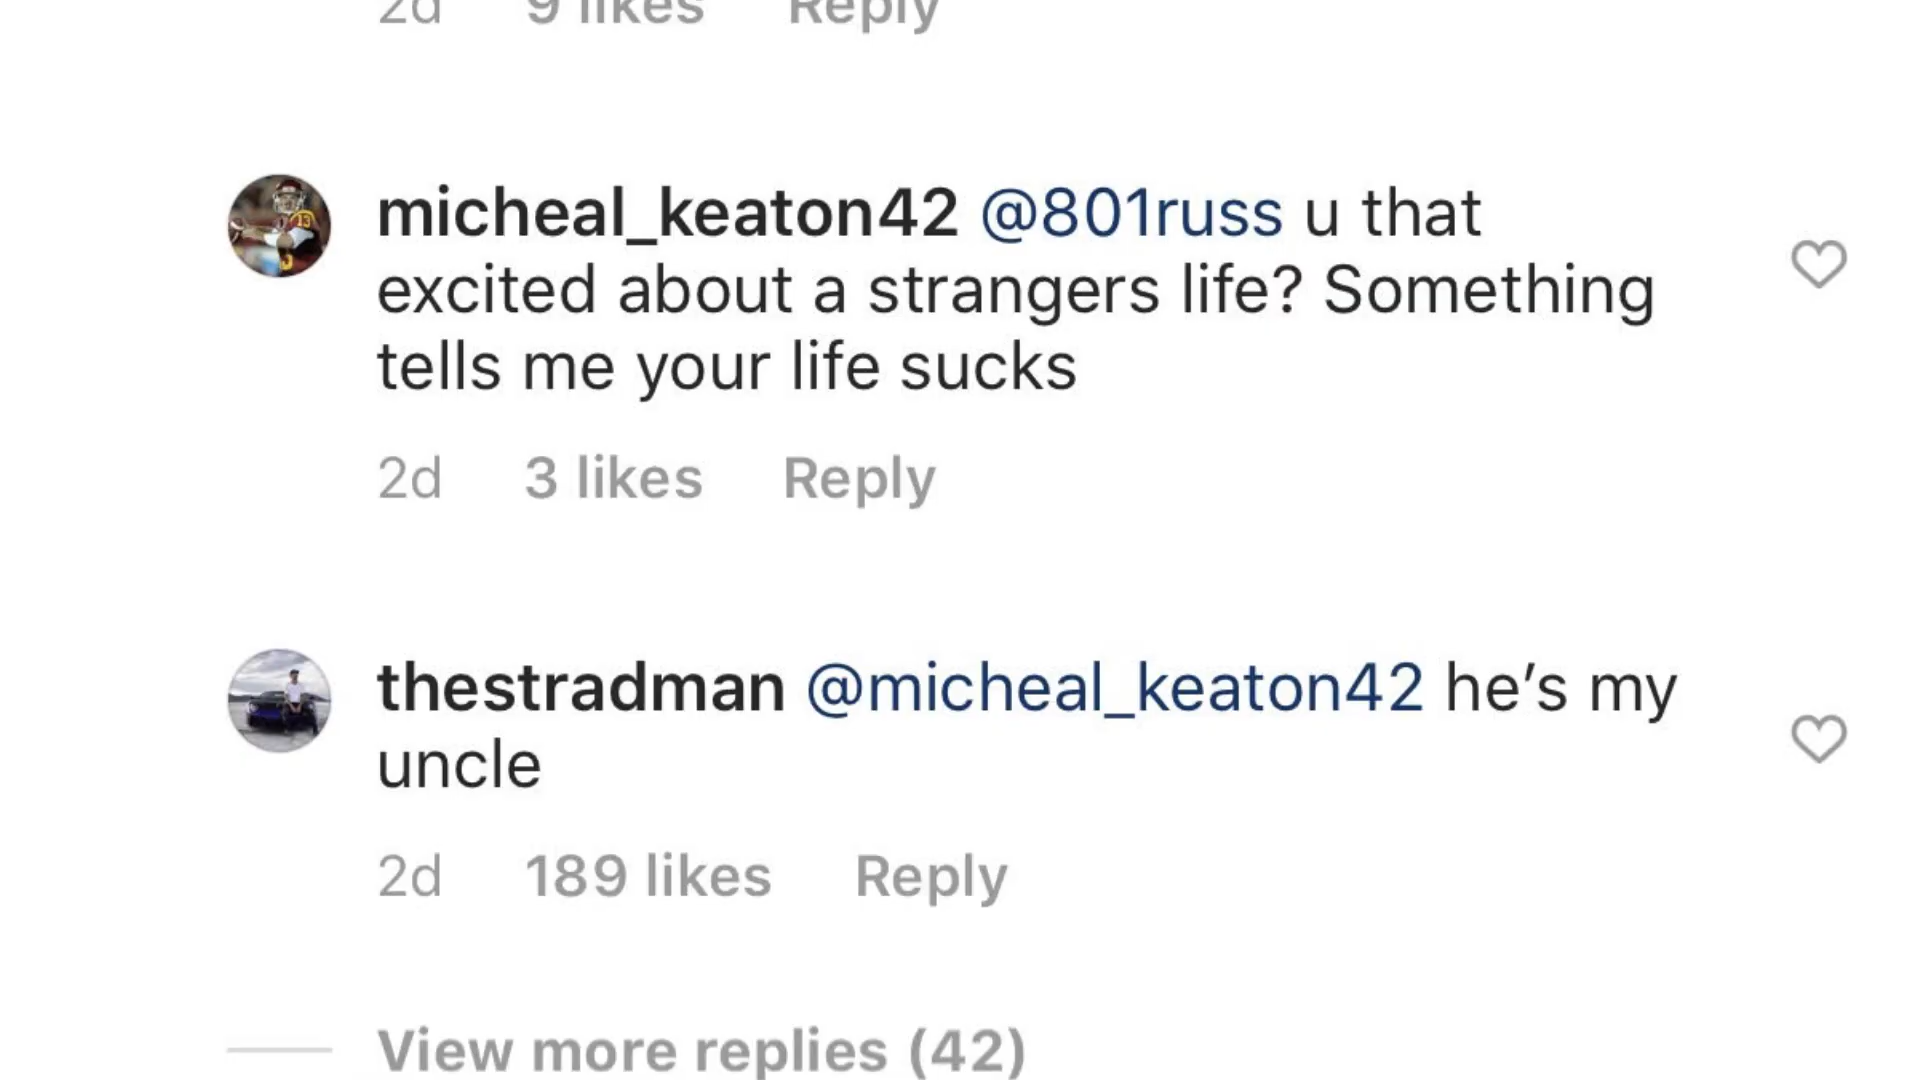 2d 9 likes Reply
micheal_keaton42 @801russ u that
excited about a strangers life? Something
tells me your life sucks
2d 3 likes Reply
thestradman @micheal_keaton42 he’s my
uncle
2d 189 likes Reply
View more replies (42)